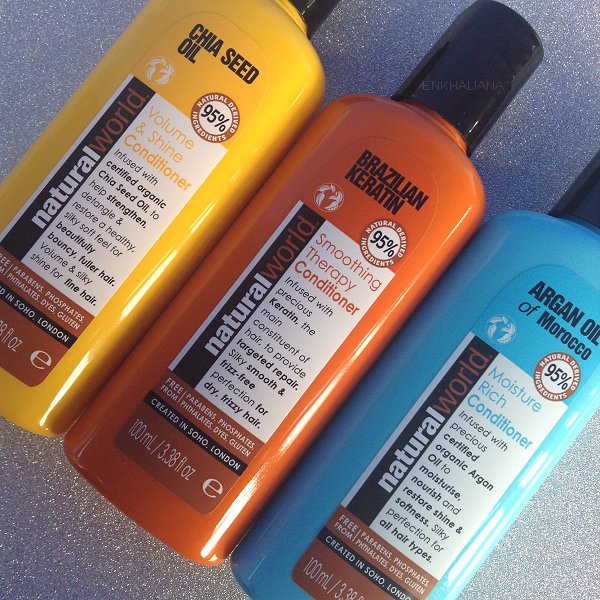 CHIA SEED
OIL
NATURAL DERIVED
95%
INGREDIENTS
naturalworld
Volume
& Shine
Conditioner
Infused with
certified organic
Chia Seed Oil, to
help strengthen,
detangle &
restore a healthy,
silky soft feel for
beautifully
bouncy, fuller hair.
Volume & silky
shine for fine hair.
FREE FROM
PARABENS, PHOSPHATES,
PHTHALATES, DYES, GLUTEN
CREATED IN SOHO, LONDON
3.38 fl oz
e
ENKHALIANA
BRAZILIAN
KERATIN
NATURAL DERIVED
95%
INGREDIENTS
naturalworld
Smoothing
Therapy
Conditioner
Infused with
precious
Keratin, the
main
constituent of
hair, to provide
targeted repair.
Silky smooth &
frizz-free
perfection for
dry, frizzy hair.
FREE FROM
PARABENS, PHOSPHATES,
PHTHALATES, DYES, GLUTEN
CREATED IN SOHO, LONDON
100mL / 3.38 fl oz
e
ARGAN OIL
of Morocco
NATURAL DERIVED
95%
INGREDIENTS
naturalworld
Moisture
Rich
Conditioner
Infused with
precious
certified
organic Argan
Oil to
moisturise,
nourish and
restore shine &
softness. Silky
perfection for
all hair types.
FREE FROM
PARABENS, PHOSPHATES,
PHTHALATES, DYES, GLUTEN
CREATED IN SOHO, LONDON
100mL / 3.38